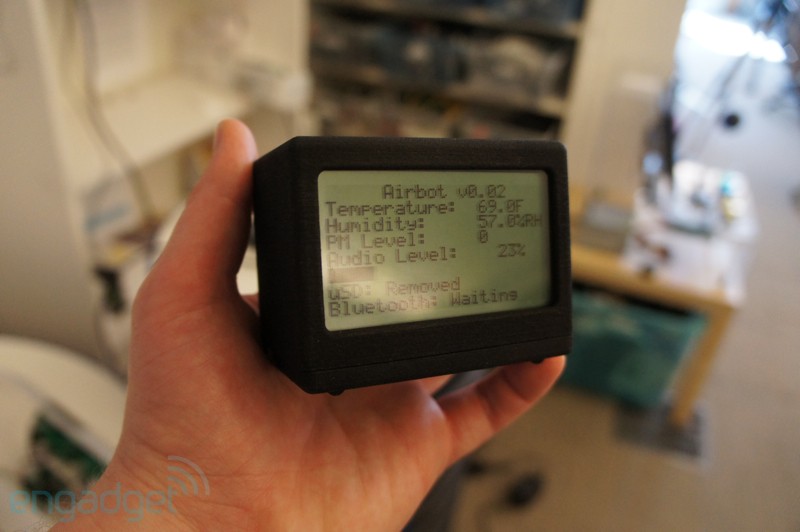 Airbot v0.02
Temperature: 69.0F
Humidity: 57.0%RH
PM Level: 0
Audio Level: 23%
uSD: Removed
Bluetooth: Waiting
engadget